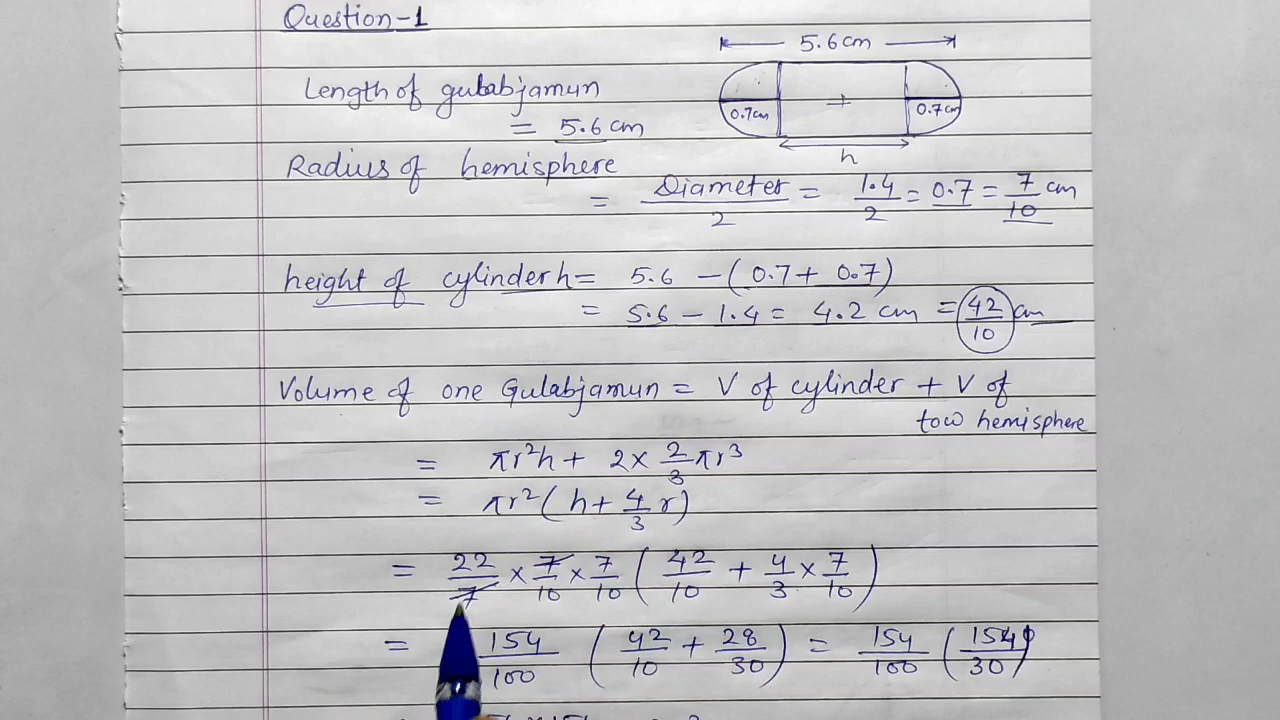 Question-1
5.6 cm
Length of gulabjamun
= 5.6 cm
0.7cm
0.7cm
h
Radius of hemisphere
= Diameter/2 = 1.4/2 = 0.7 = 7/10 cm
height of cylinder h = 5.6 - (0.7 + 0.7)
= 5.6 - 1.4 = 4.2 cm = 42/10 cm
Volume of one Gulabjamun = V of cylinder + V of
tow hemisphere
= πr²h + 2 × 2/3 πr³
= πr² (h + 4/3 r)
= 22/7 × 7/10 × 7/10 (42/10 + 4/3 × 7/10)
= 154/100 (42/10 + 28/30) = 154/100 (154/30)